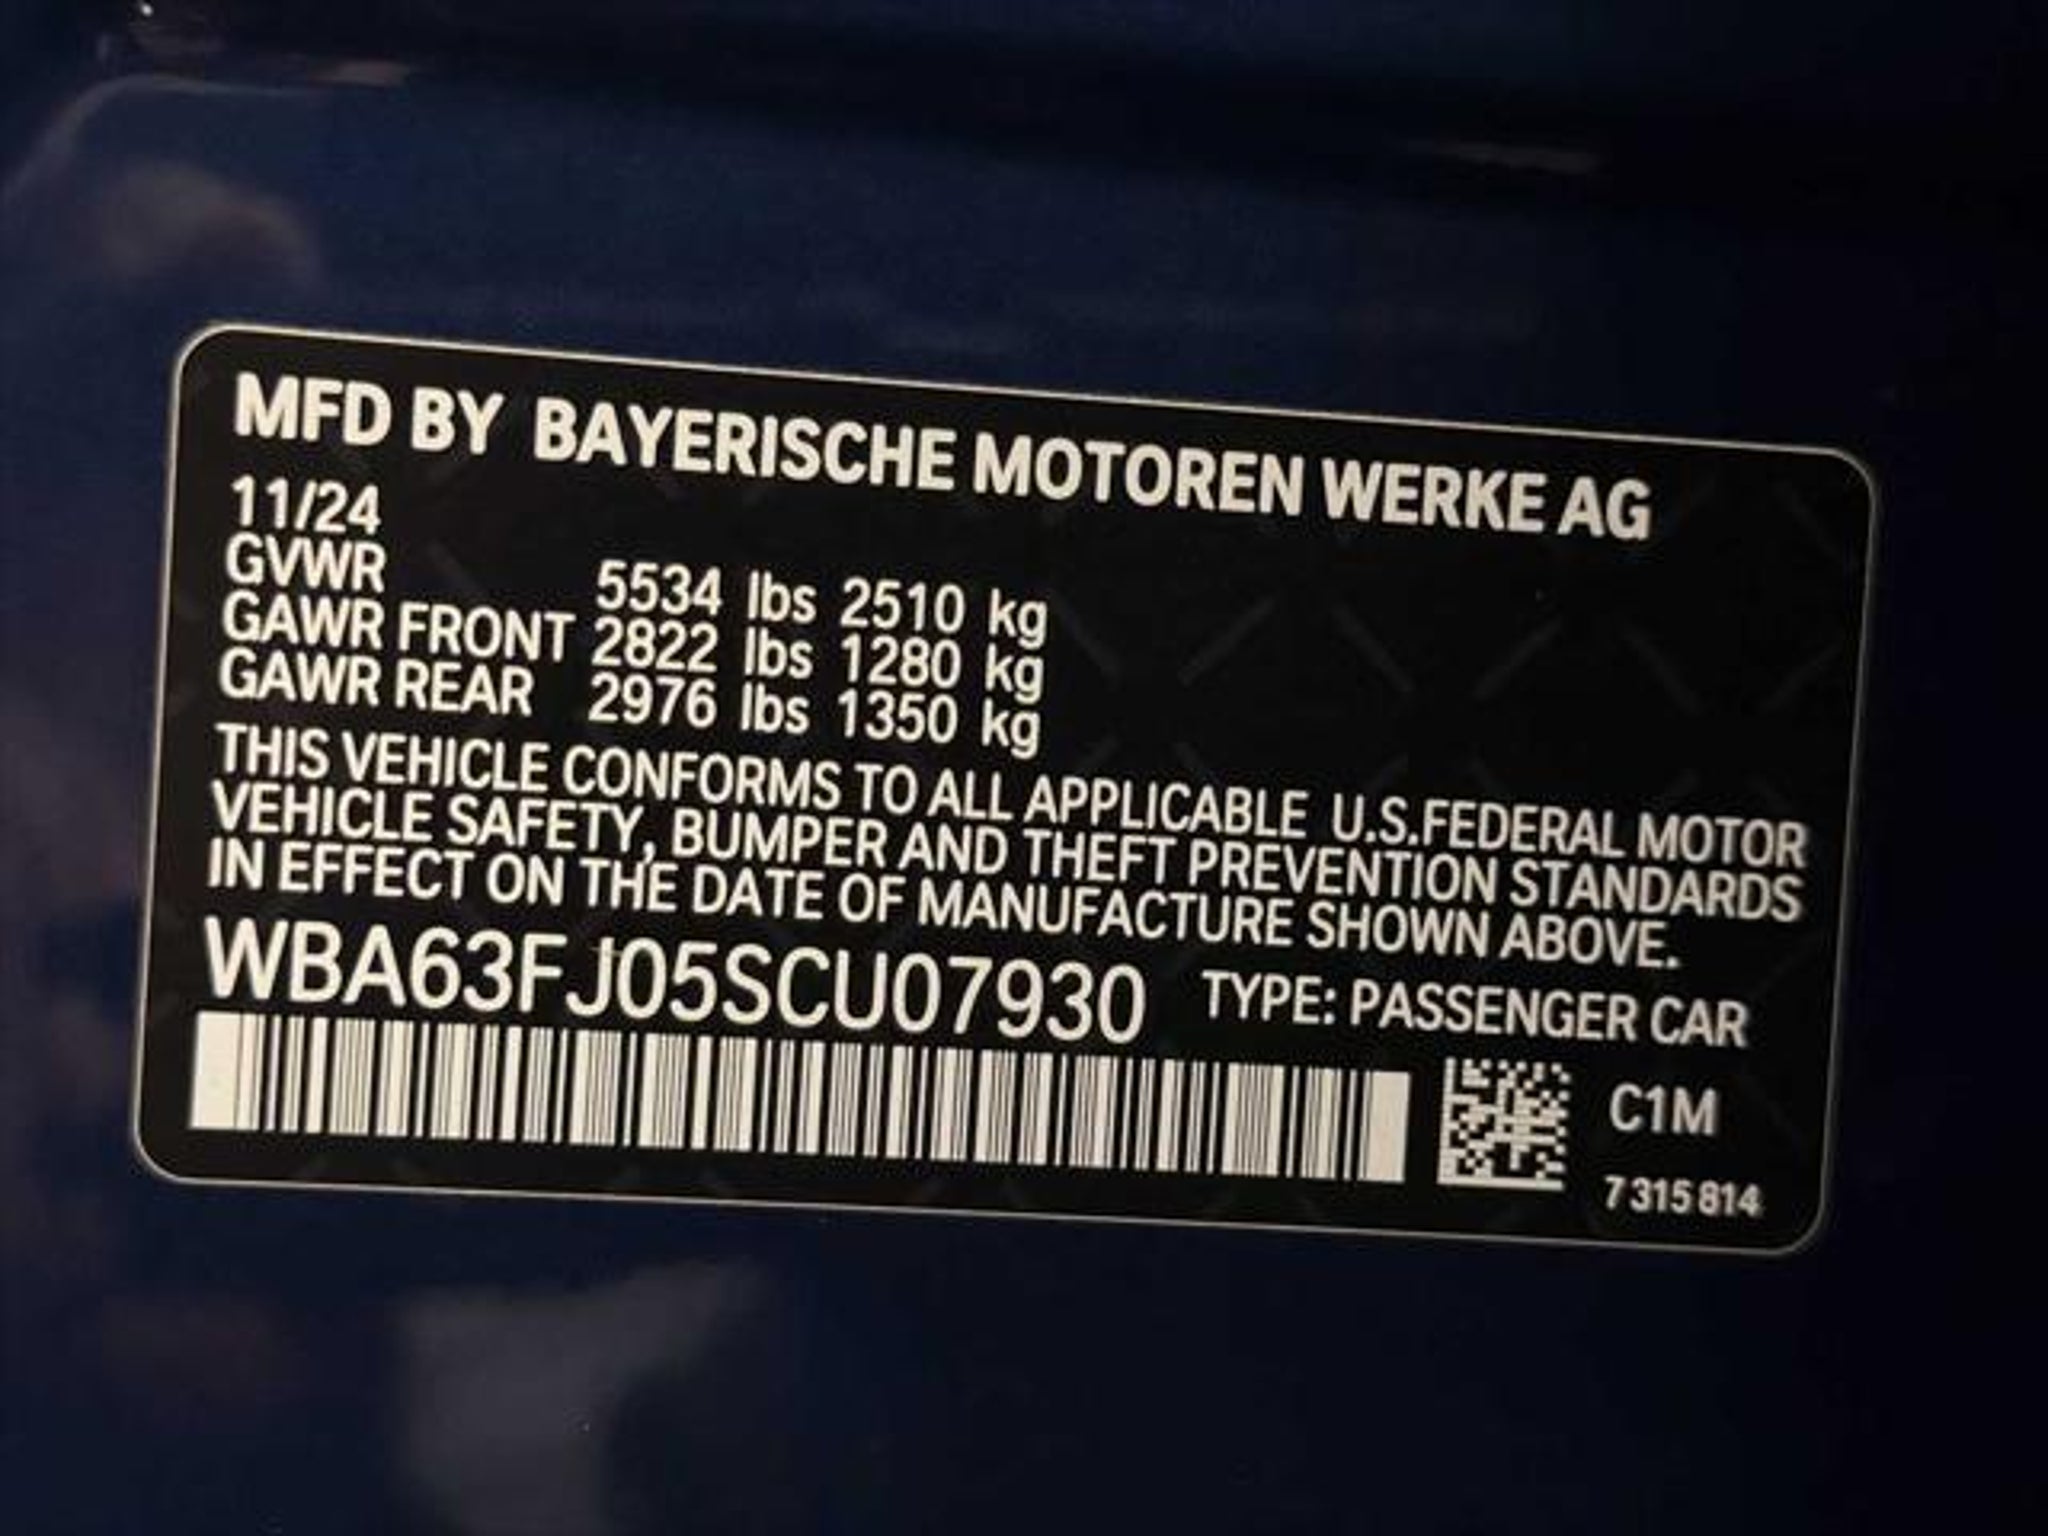 MFD BY BAYERISCHE MOTOREN WERKE AG
11/24
GVWR 5534 lbs 2510 kg
GAWR FRONT 2822 lbs 1280 kg
GAWR REAR 2976 lbs 1350 kg
THIS VEHICLE CONFORMS TO ALL APPLICABLE U.S.FEDERAL MOTOR
VEHICLE SAFETY, BUMPER AND THEFT PREVENTION STANDARDS
IN EFFECT ON THE DATE OF MANUFACTURE SHOWN ABOVE.
WBA63FJ05SCU07930 TYPE: PASSENGER CAR
C1M
7 315 814